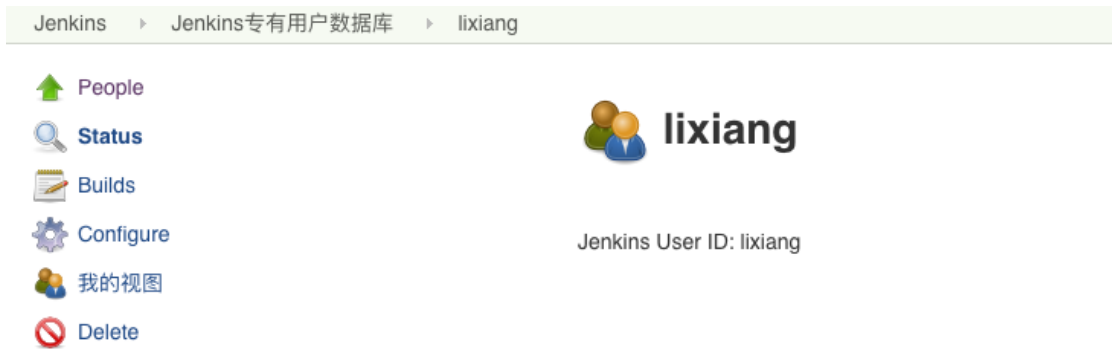 Jenkins Jenkins专有用户数据库 lixiang
People
Status
Builds
Configure
我的视图
Delete
lixiang
Jenkins User ID: lixiang